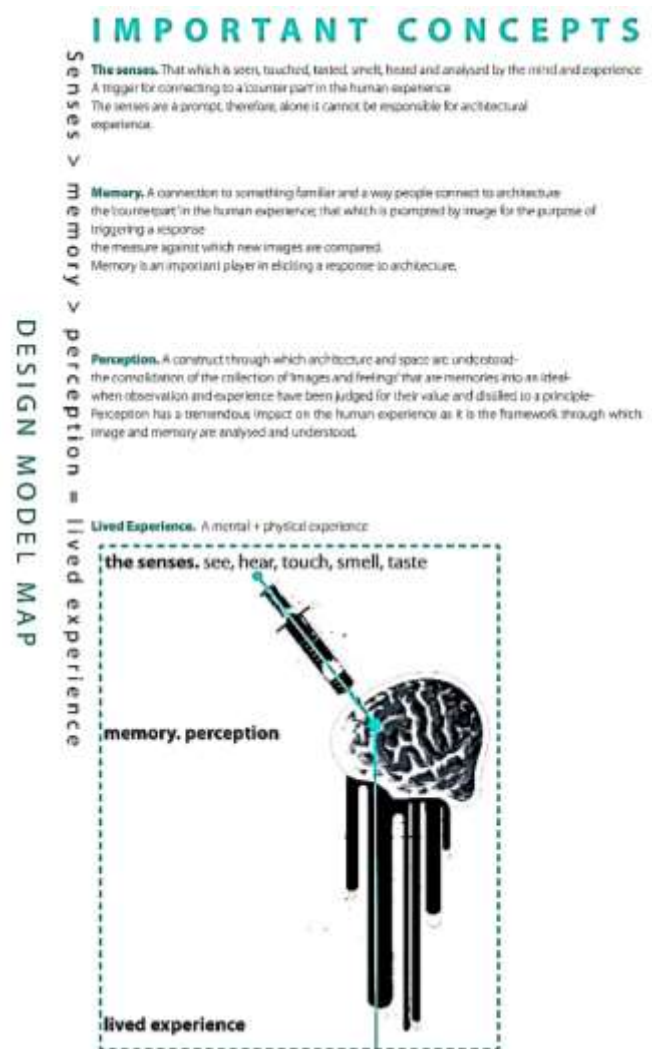 IMPORTANT CONCEPTS
DESIGN MODEL MAP
Senses > memory > perception = lived experience
The senses. That which is seen, touched, tasted, smelt, heard and analysed by the mind and experience
A trigger for connecting to a 'counter part' in the human experience
The senses are a prompt, therefore, alone it cannot be responsible for architectural
experience.
Memory. A connection to something familiar and a way people connect to architecture
the 'counterpart' in the human experience; that which is prompted by image for the purpose of
triggering a response
the measure against which new images are compared.
Memory is an important player in eliciting a response to architecture.
Perception. A construct through which architecture and space are understood-
the consolidation of the collection of 'images and feelings' that are memories into an ideal-
when observation and experience have been judged for their value and distilled to a principle-
Perception has a tremendous impact on the human experience as it is the framework through which
image and memory are analysed and understood.
Lived Experience. A mental + physical experience
the senses. see, hear, touch, smell, taste
memory. perception
lived experience